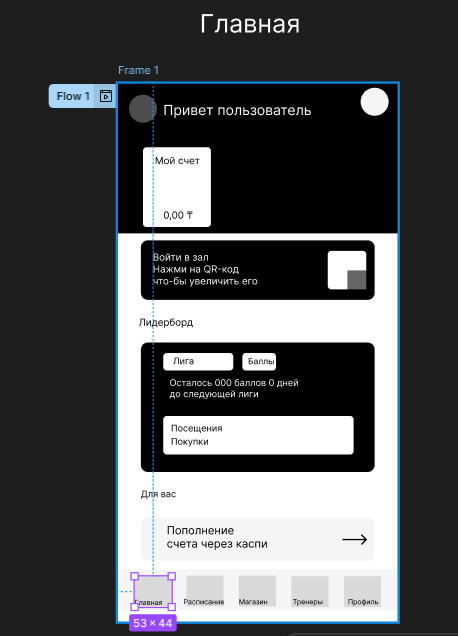 Главная
Frame 1
Flow 1
Привет пользователь
Мой счет
0,00 ₸
Войти в зал
Нажми на QR-код
что-бы увеличить его
Лидерборд
Лига
Баллы
Осталось 000 баллов 0 дней
до следующей лиги
Посещения
Покупки
Для вас
Пополнение
счета через каспи
Главная
Расписание
Магазин
Тренеры
Профиль
53 × 44